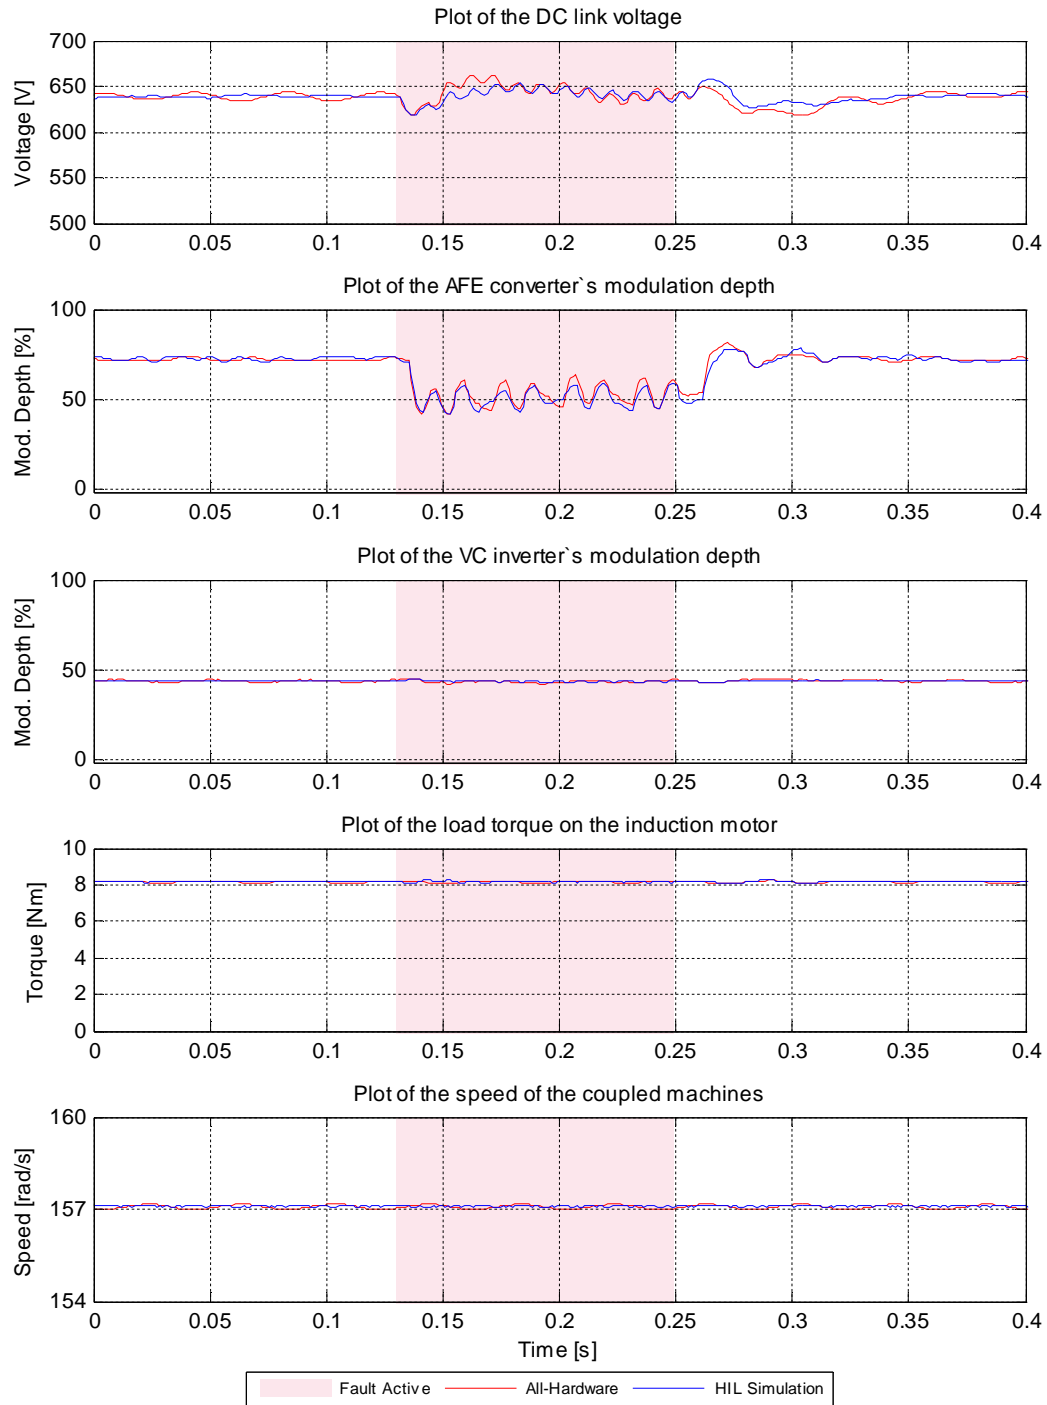 Plot of the DC link voltage
Voltage [V]
700
650
600
550
500
0 0.05 0.1 0.15 0.2 0.25 0.3 0.35 0.4
Plot of the AFE converter`s modulation depth
Mod. Depth [%]
100
50
0
0 0.05 0.1 0.15 0.2 0.25 0.3 0.35 0.4
Plot of the VC inverter`s modulation depth
Mod. Depth [%]
100
50
0
0 0.05 0.1 0.15 0.2 0.25 0.3 0.35 0.4
Plot of the load torque on the induction motor
Torque [Nm]
10
8
6
4
2
0
0 0.05 0.1 0.15 0.2 0.25 0.3 0.35 0.4
Plot of the speed of the coupled machines
Speed [rad/s]
160
157
154
0 0.05 0.1 0.15 0.2 0.25 0.3 0.35 0.4
Time [s]
Fault Active All-Hardware HIL Simulation